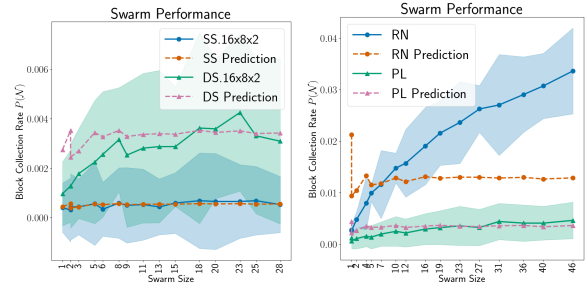 Swarm Performance
SS.16x8x2
SS Prediction
DS.16x8x2
DS Prediction
Block Collection Rate P(N)
0.006
0.004
0.002
0.000
1 2 3 5 6 8 9 11 13 15 18 20 23 25 28
Swarm Size
Swarm Performance
RN
RN Prediction
PL
PL Prediction
Block Collection Rate P(N)
0.04
0.03
0.02
0.01
0.00
1 2 4 5 7 10 12 16 19 23 27 31 36 40 46
Swarm Size